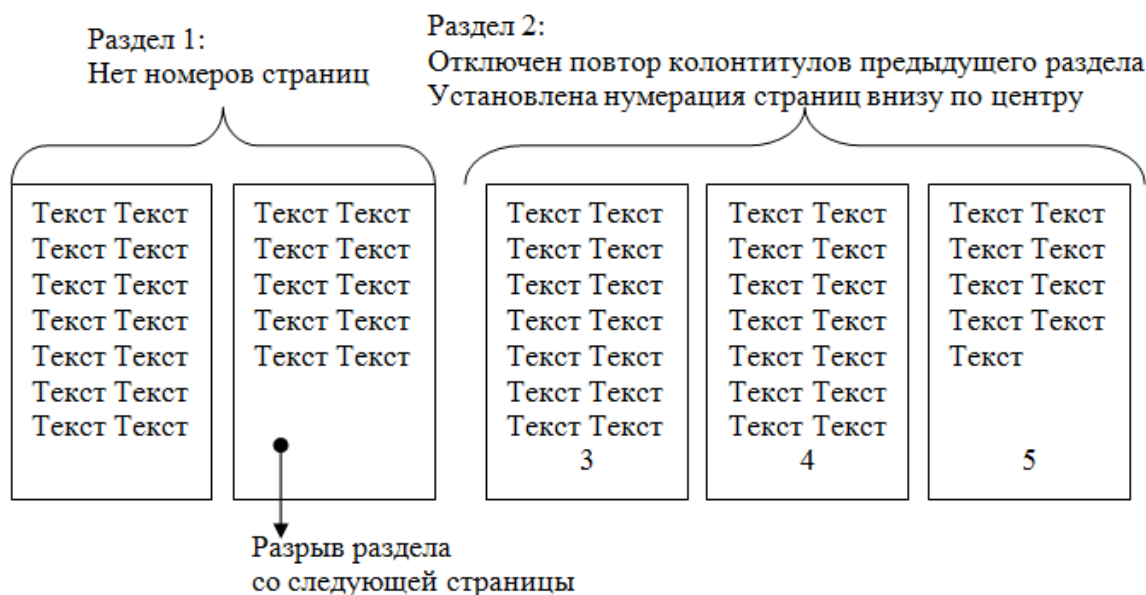 Раздел 1:
Нет номеров страниц
Раздел 2:
Отключен повтор колонтитулов предыдущего раздела
Установлена нумерация страниц внизу по центру
Текст Текст
Текст Текст
Текст Текст
Текст Текст
Текст Текст
Текст Текст
Текст Текст
Текст Текст
Текст Текст
Текст Текст
Текст Текст
Текст Текст
Разрыв раздела
со следующей страницы
Текст Текст
Текст Текст
Текст Текст
Текст Текст
Текст Текст
Текст Текст
Текст Текст
3
Текст Текст
Текст Текст
Текст Текст
Текст Текст
Текст Текст
Текст Текст
Текст Текст
4
Текст Текст
Текст Текст
Текст Текст
Текст Текст
Текст
5